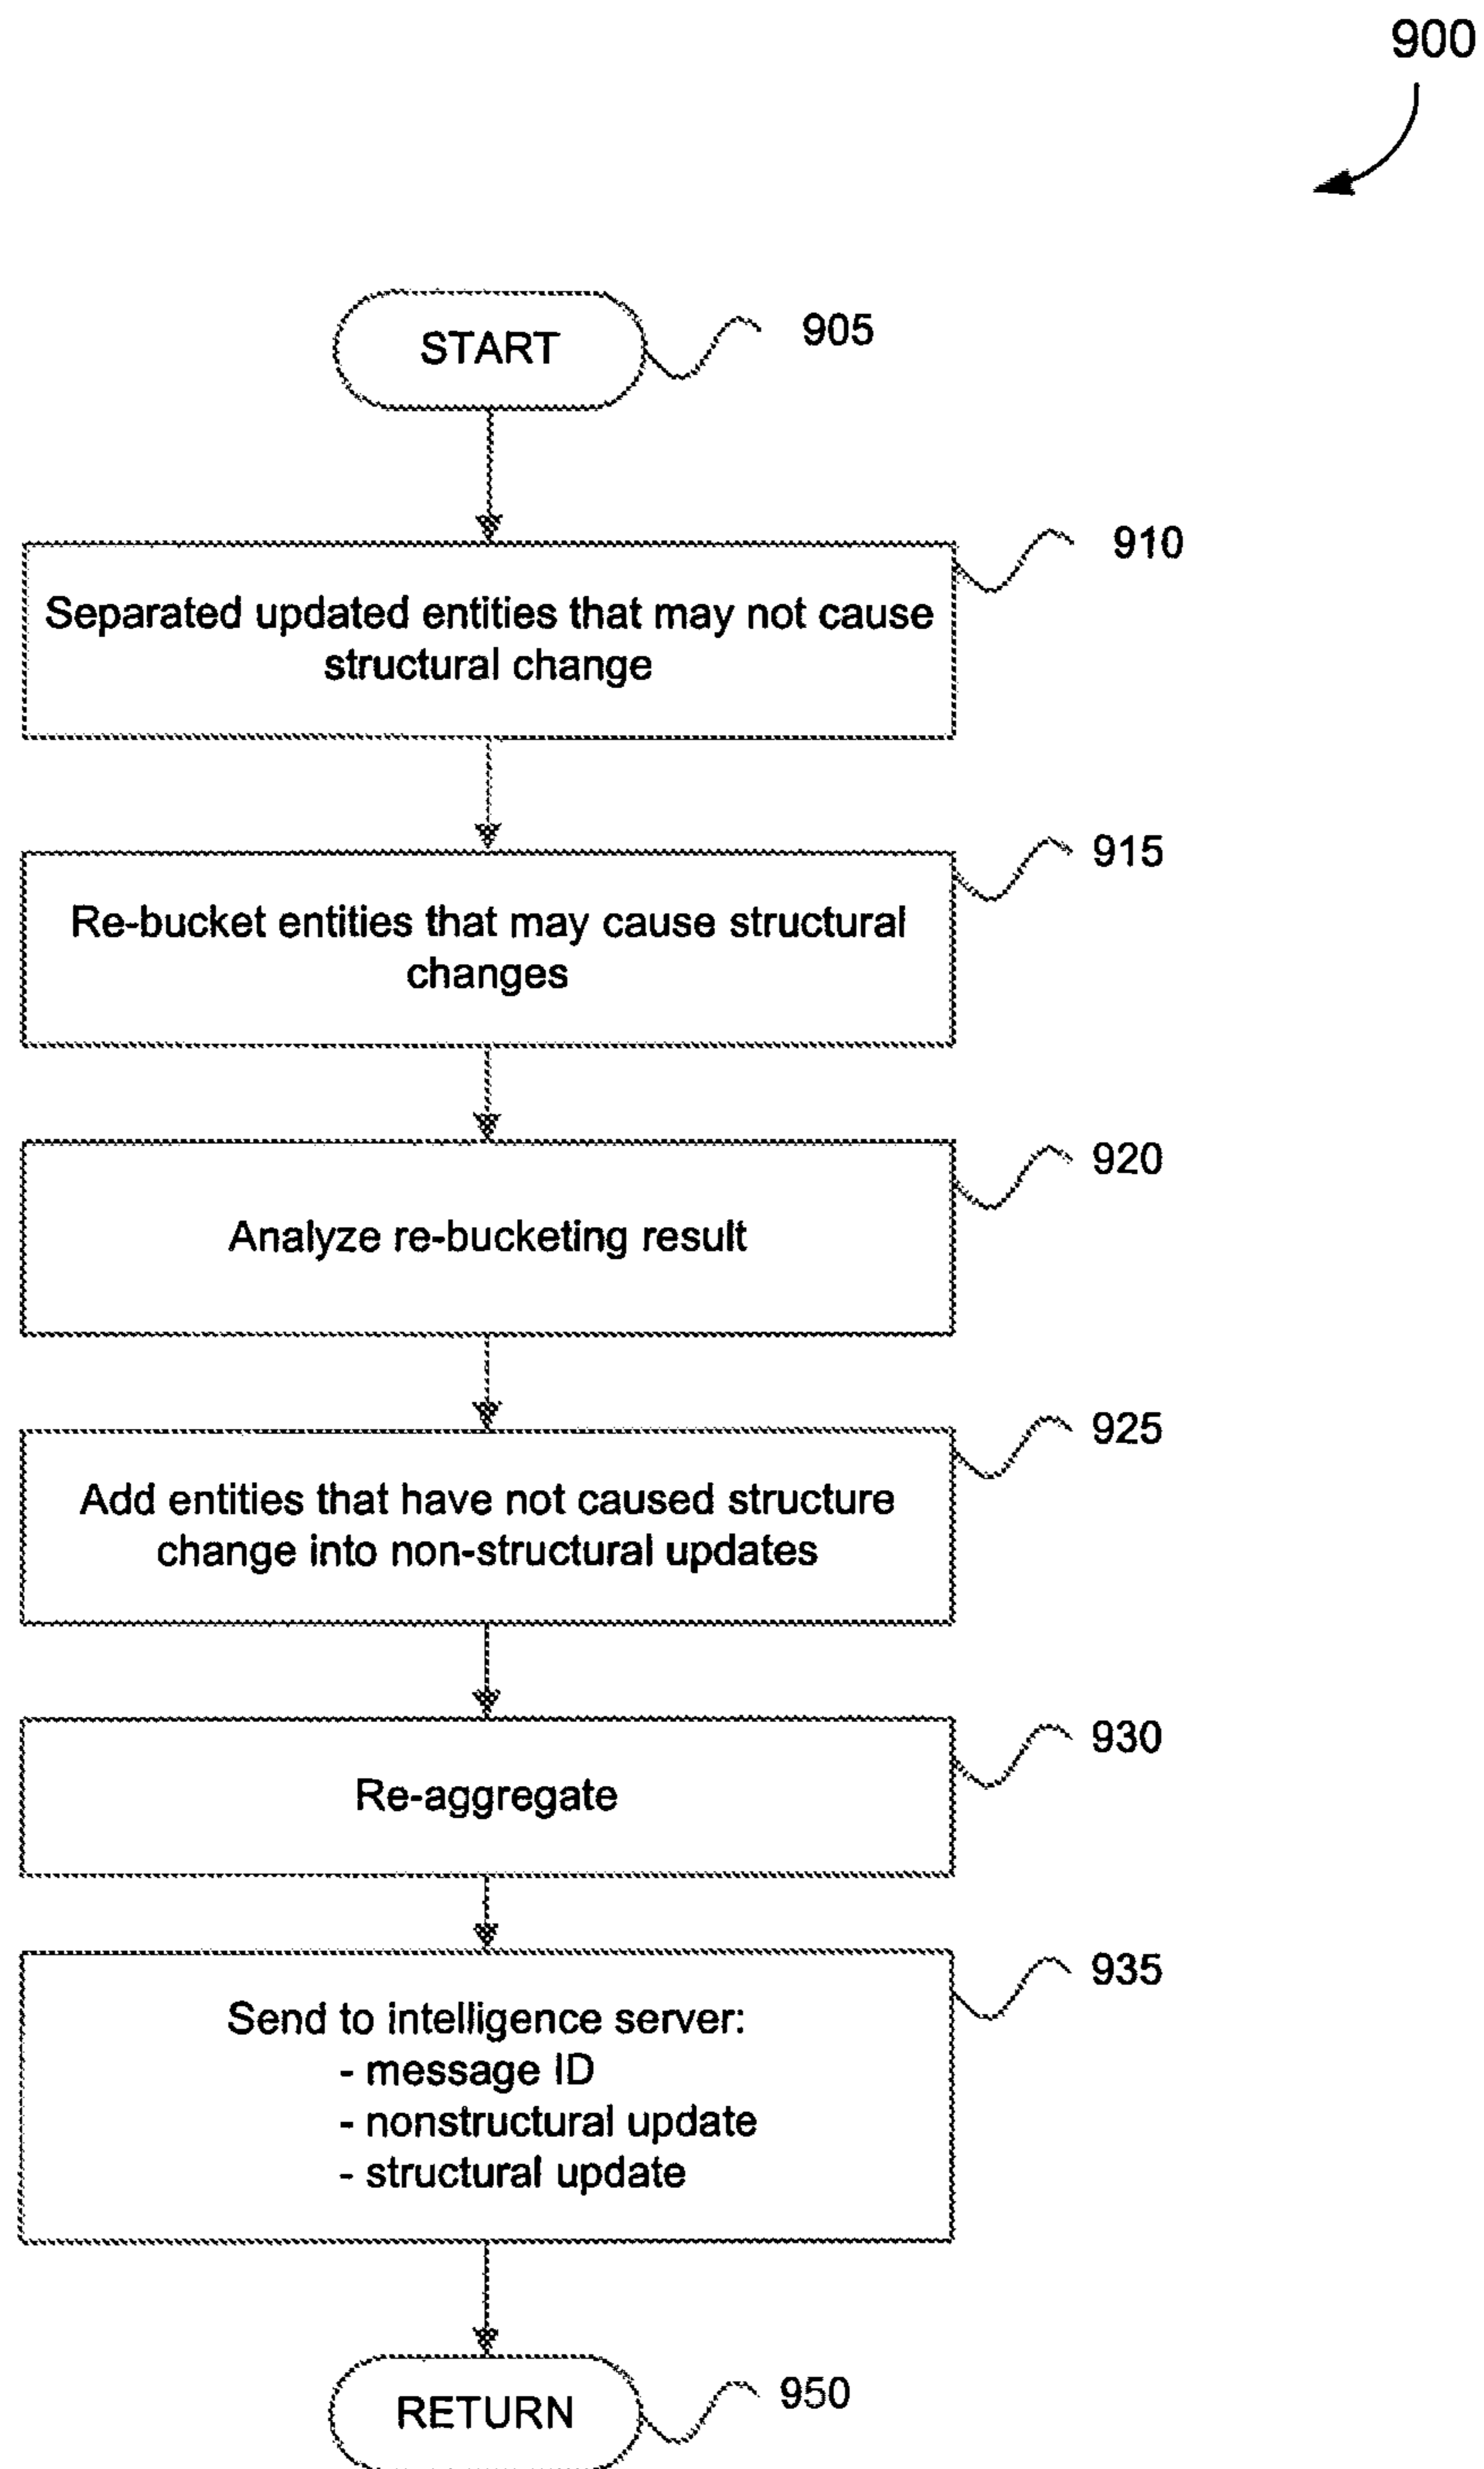 900
START
905
910
Separated updated entities that may not cause
structural change
915
Re-bucket entities that may cause structural
changes
920
Analyze re-bucketing result
925
Add entities that have not caused structure
change into non-structural updates
930
Re-aggregate
935
Send to intelligence server:
- message ID
- nonstructural update
- structural update
RETURN
950